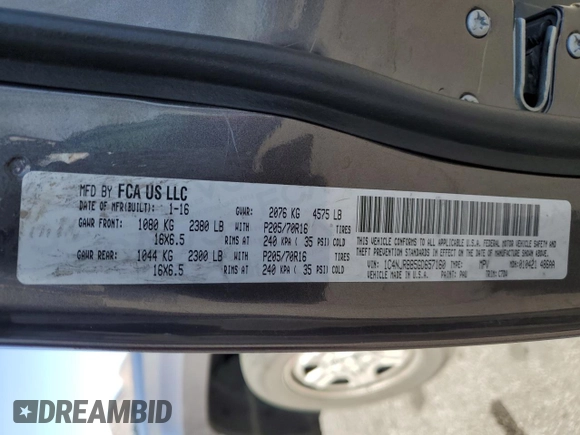 MFD BY FCA US LLC
DATE OF MFR(BUILT): 1-16 GVWR: 2076 KG 4575 LB
GAWR FRONT: 1080 KG 2380 LB WITH P205/70R16 TIRES
16X6.5 RIMS AT 240 KPA ( 35 PSI) COLD
GAWR REAR: 1044 KG 2300 LB WITH P205/70R16 TIRES
16X6.5 RIMS AT 240 KPA ( 35 PSI) COLD
THIS VEHICLE CONFORMS TO ALL APPLICABLE U.S.A. FEDERAL MOTOR VEHICLE SAFETY AND
THEFT PREVENTION STANDARDS IN EFFECT ON THE DATE OF MANUFACTURE SHOWN ABOVE.
VIN: TYPE: MPV MDH: 010421 486AA
VEHICLE MADE IN U.S.A. PAINT: PAU TRIM:
DREAMBID